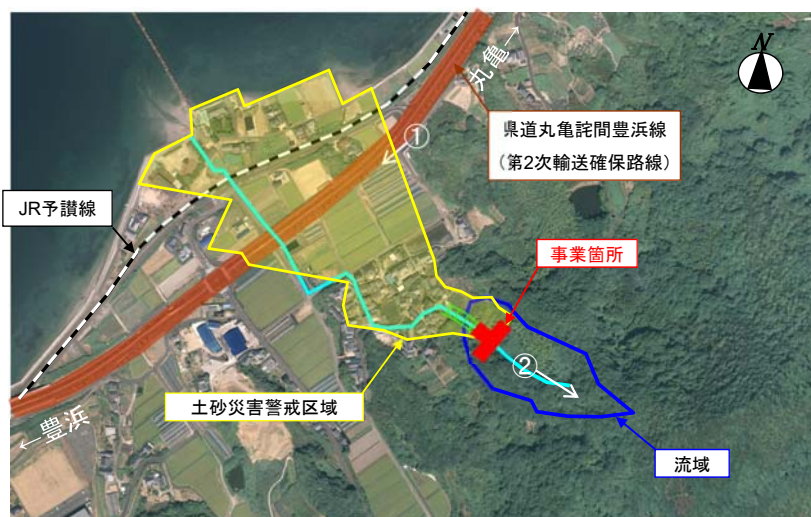 N
丸亀→
県道丸亀詫間豊浜線
(第2次輸送確保路線)
①
JR予讃線
事業箇所
②
土砂災害警戒区域
←豊浜
流域